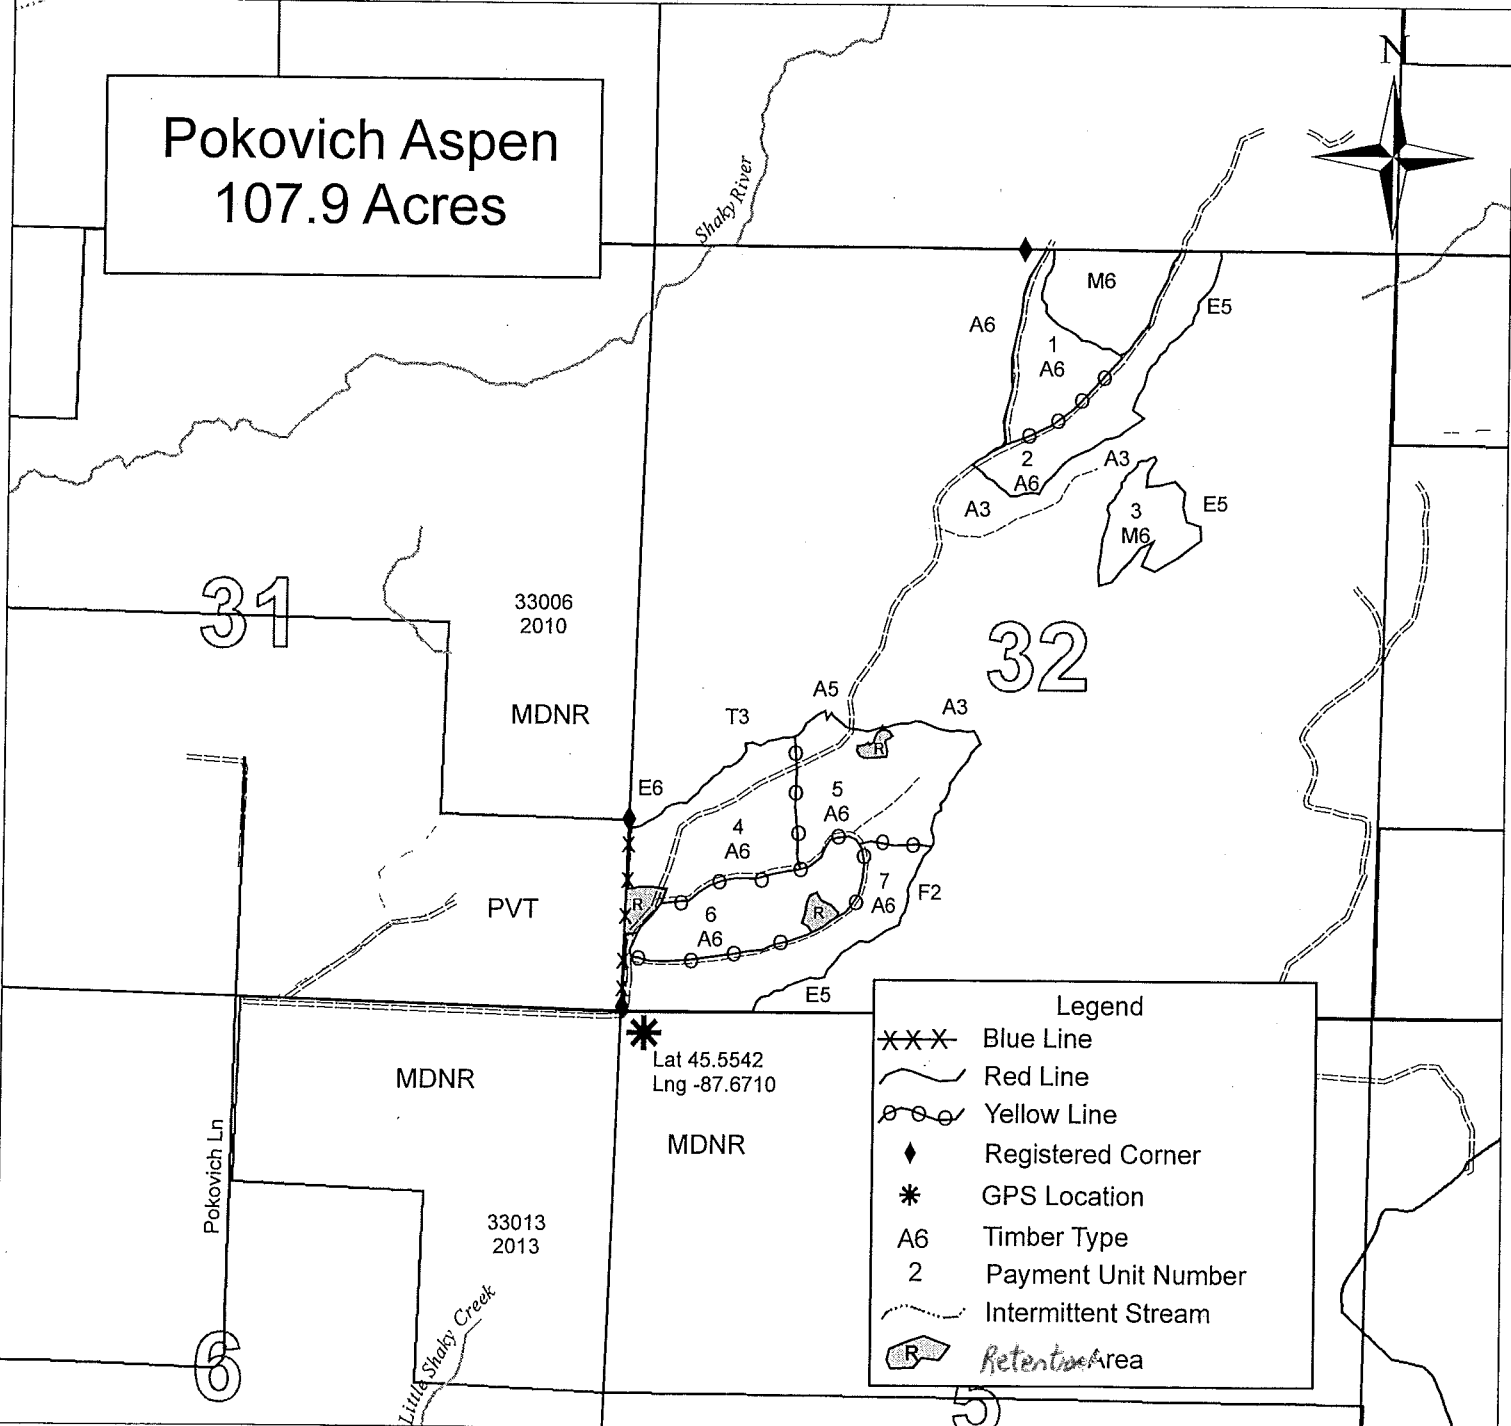 Pokovich Aspen
107.9 Acres
N
Shaky River
M6
E5
A6
1
A6
2
A6
A3
A3
3
M6
E5
31
33006
2010
32
MDNR
A5
T3
A3
E6
R
5
A6
4
A6
7
A6
F2
R
R
6
A6
PVT
E5
Lat 45.5542
Lng -87.6710
MDNR
MDNR
Pokovich Ln
33013
2013
Little Shaky Creek
6
5
Legend
XXX Blue Line
Red Line
Yellow Line
Registered Corner
GPS Location
A6 Timber Type
2 Payment Unit Number
Intermittent Stream
R Retention Area